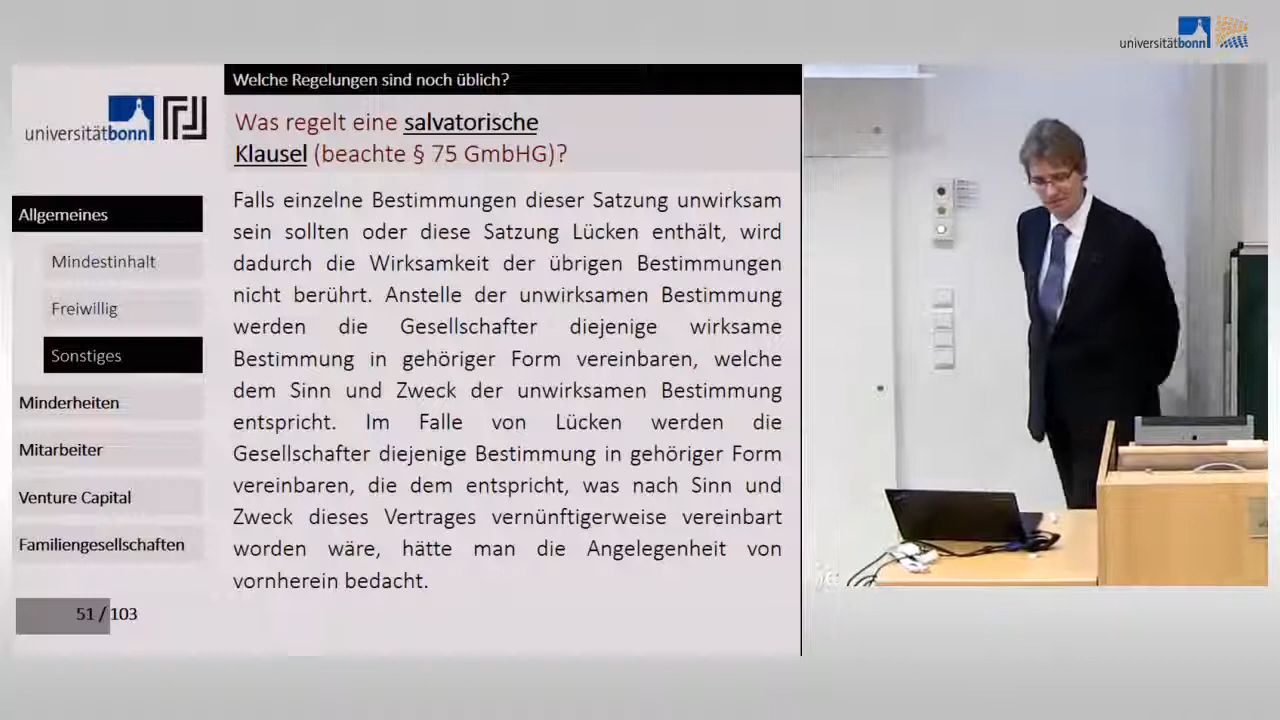 universitätbonn
Welche Regelungen sind noch üblich?
universitätbonn
Was regelt eine salvatorische
Klausel (beachte § 75 GmbHG)?
Allgemeines
Mindestinhalt
Freiwillig
Sonstiges
Minderheiten
Mitarbeiter
Venture Capital
Familiengesellschaften
51 / 103
Falls einzelne Bestimmungen dieser Satzung unwirksam
sein sollten oder diese Satzung Lücken enthält, wird
dadurch die Wirksamkeit der übrigen Bestimmungen
nicht berührt. Anstelle der unwirksamen Bestimmung
werden die Gesellschafter diejenige wirksame
Bestimmung in gehöriger Form vereinbaren, welche
dem Sinn und Zweck der unwirksamen Bestimmung
entspricht. Im Falle von Lücken werden die
Gesellschafter diejenige Bestimmung in gehöriger Form
vereinbaren, die dem entspricht, was nach Sinn und
Zweck dieses Vertrages vernünftigerweise vereinbart
worden wäre, hätte man die Angelegenheit von
vornherein bedacht.